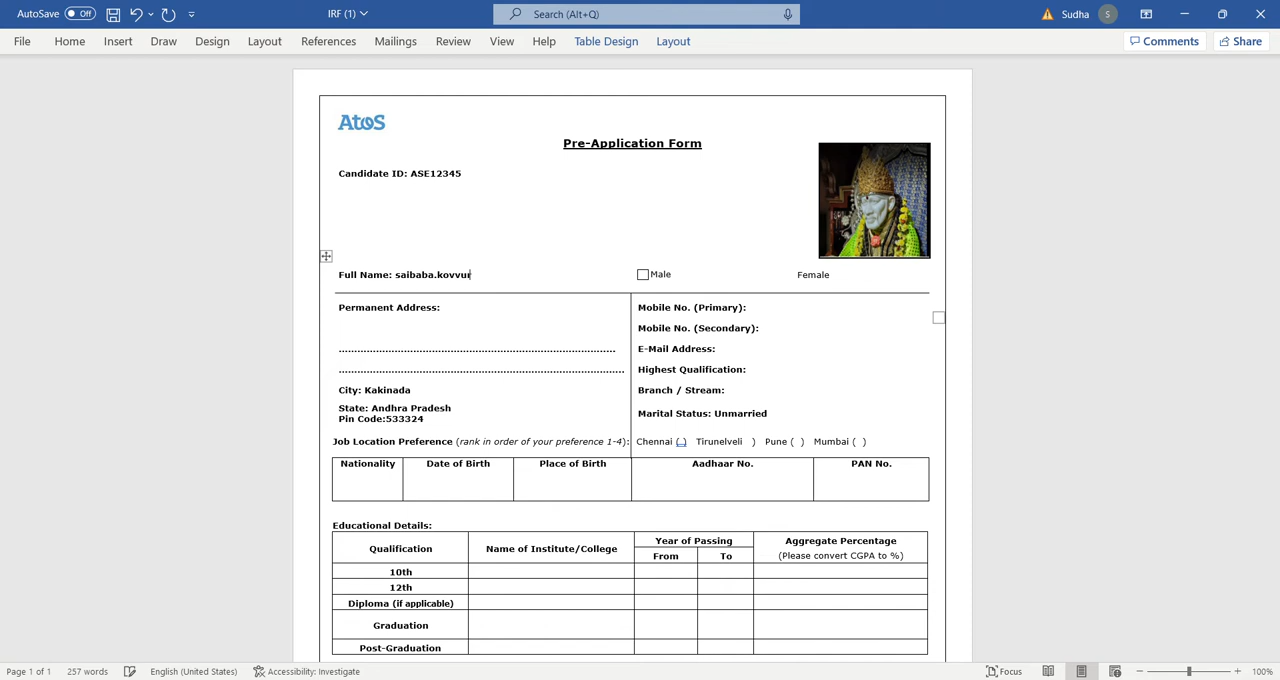 AutoSave Off IRF (1) Search (Alt+Q) Sudha S
File Home Insert Draw Design Layout References Mailings Review View Help Table Design Layout Comments Share
AtoS
Pre-Application Form
Candidate ID: ASE12345
Full Name: saibaba.kovvur Male Female
Permanent Address: Mobile No. (Primary):
Mobile No. (Secondary):
E-Mail Address:
Highest Qualification:
City: Kakinada Branch / Stream:
State: Andhra Pradesh
Marital Status: Unmarried
Pin Code:533324
Job Location Preference (rank in order of your preference 1-4): Chennai ( ) Tirunelveli ) Pune ( ) Mumbai ( )
Nationality Date of Birth Place of Birth Aadhaar No. PAN No.
Educational Details:
Qualification Name of Institute/College Year of Passing Aggregate Percentage
From To (Please convert CGPA to %)
10th
12th
Diploma (if applicable)
Graduation
Post-Graduation
Page 1 of 1 257 words English (United States) Accessibility: Investigate Focus 100%